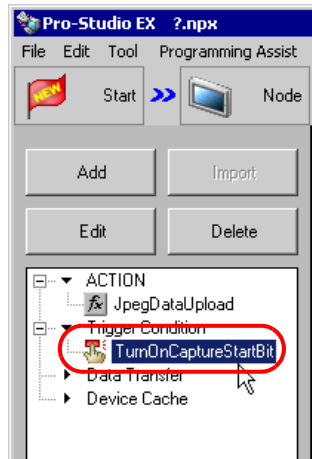 Pro-Studio EX ?.npx
File Edit Tool Programming Assist
NEW Start Node
Add Import
Edit Delete
ACTION
fx JpegDataUpload
Trigger Condition
TurnOnCaptureStartBit
Data Transfer
Device Cache